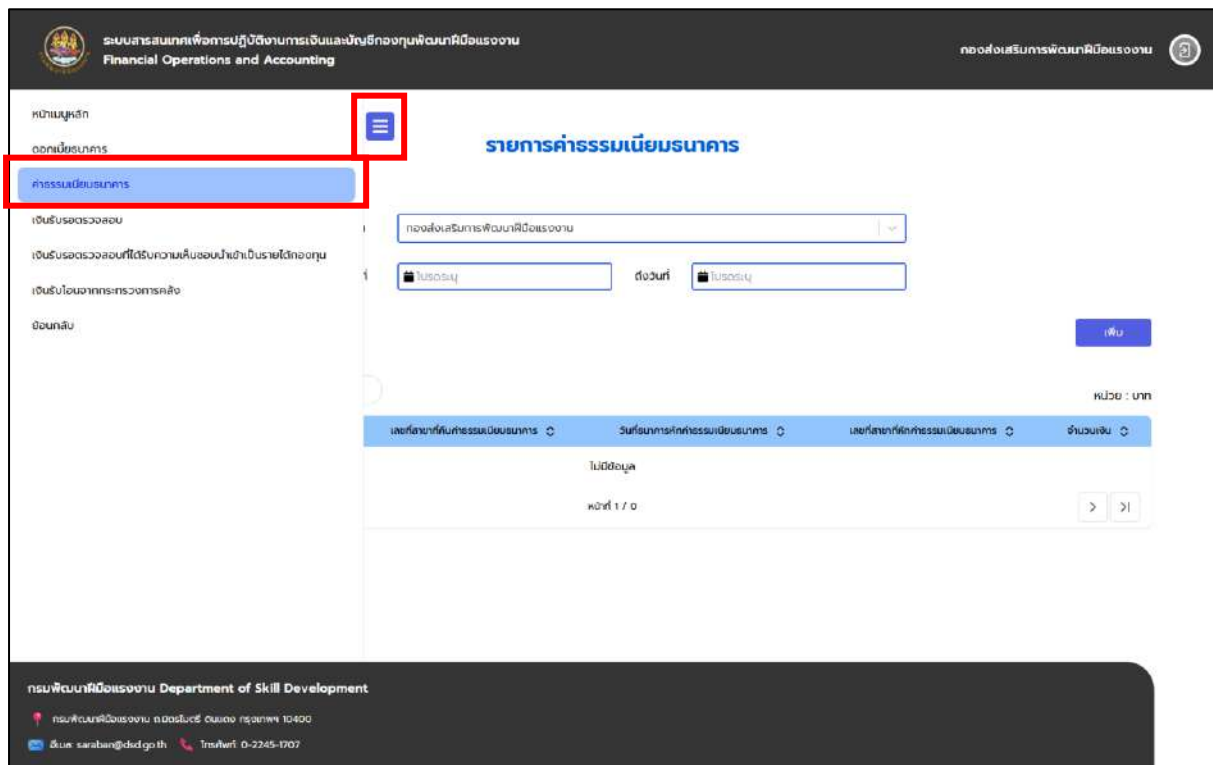 ระบบสารสนเทศเพื่อการปฏิบัติงานการเงินและบัญชีกองทุนพัฒนาฝีมือแรงงาน
Financial Operations and Accounting
กองส่งเสริมการพัฒนาฝีมือแรงงาน
หน้าเมนูหลัก
ดอกเบี้ยธนาคาร
ค่าธรรมเนียมธนาคาร
เงินรับรอตรวจสอบ
เงินรับรอตรวจสอบที่ได้รับความเห็นชอบนำเข้าเป็นรายได้กองทุน
เงินรับโอนจากกระทรวงการคลัง
ย้อนกลับ
รายการค่าธรรมเนียมธนาคาร
กองส่งเสริมการพัฒนาฝีมือแรงงาน
โปรดระบุ ถึงวันที่ โปรดระบุ
เพิ่ม
หน่วย : บาท
เลขที่สาขาที่คืนค่าธรรมเนียมธนาคาร วันที่ธนาคารหักค่าธรรมเนียมธนาคาร เลขที่สาขาที่หักค่าธรรมเนียมธนาคาร จำนวนเงิน
ไม่มีข้อมูล
หน้าที่ 1 / 0
กรมพัฒนาฝีมือแรงงาน Department of Skill Development
กรมพัฒนาฝีมือแรงงาน ถ.มิตรไมตรี ดินแดง กรุงเทพฯ 10400
อีเมล: saraban@dsd.go.th โทรศัพท์: 0-2245-1707